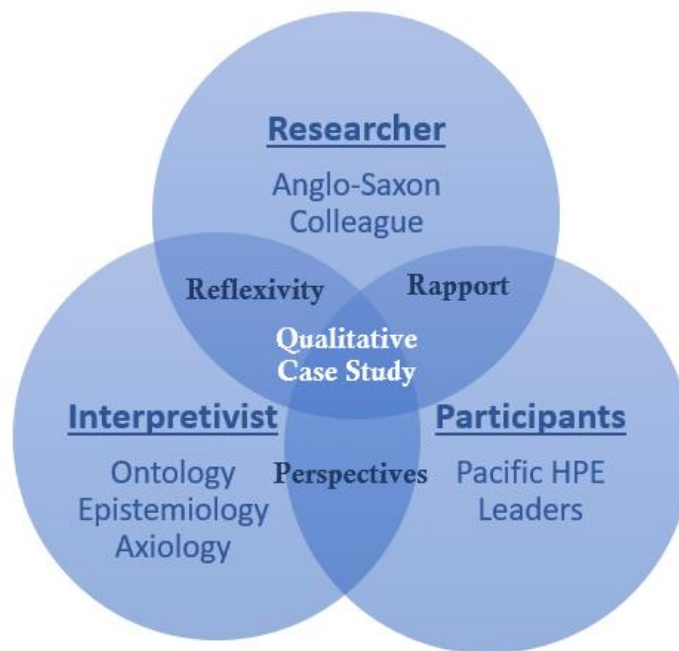 Researcher
Anglo-Saxon
Colleague
Reflexivity
Rapport
Qualitative
Case Study
Interpretivist
Ontology
Epistemiology
Axiology
Perspectives
Participants
Pacific HPE
Leaders